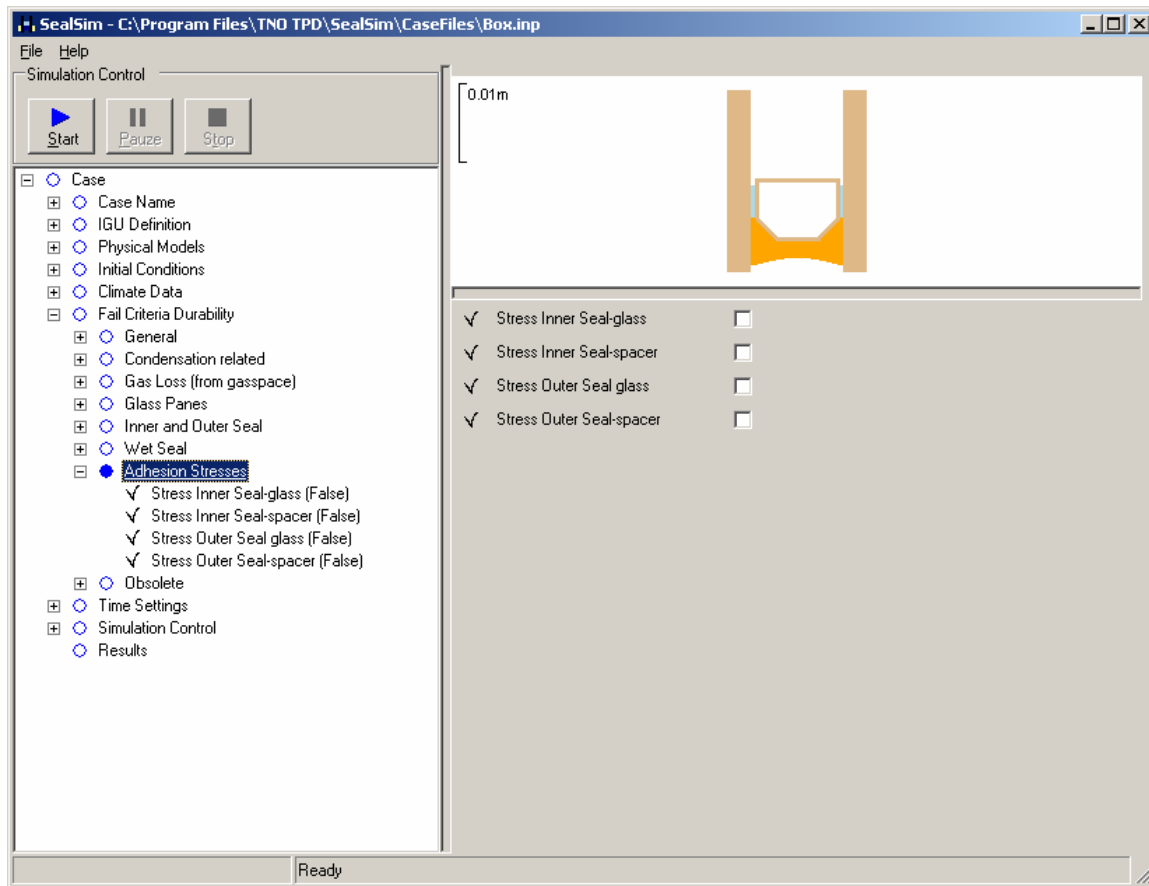 SealSim - C:\Program Files\TNO TPD\SealSim\CaseFiles\Box.inp
File Help
Simulation Control
Start Pauze Stop
Case
Case Name
IGU Definition
Physical Models
Initial Conditions
Climate Data
Fail Criteria Durability
General
Condensation related
Gas Loss (from gasspace)
Glass Panes
Inner and Outer Seal
Wet Seal
Adhesion Stresses
Stress Inner Seal-glass (False)
Stress Inner Seal-spacer (False)
Stress Outer Seal glass (False)
Stress Outer Seal-spacer (False)
Obsolete
Time Settings
Simulation Control
Results
0.01m
Stress Inner Seal-glass
Stress Inner Seal-spacer
Stress Outer Seal glass
Stress Outer Seal-spacer
Ready